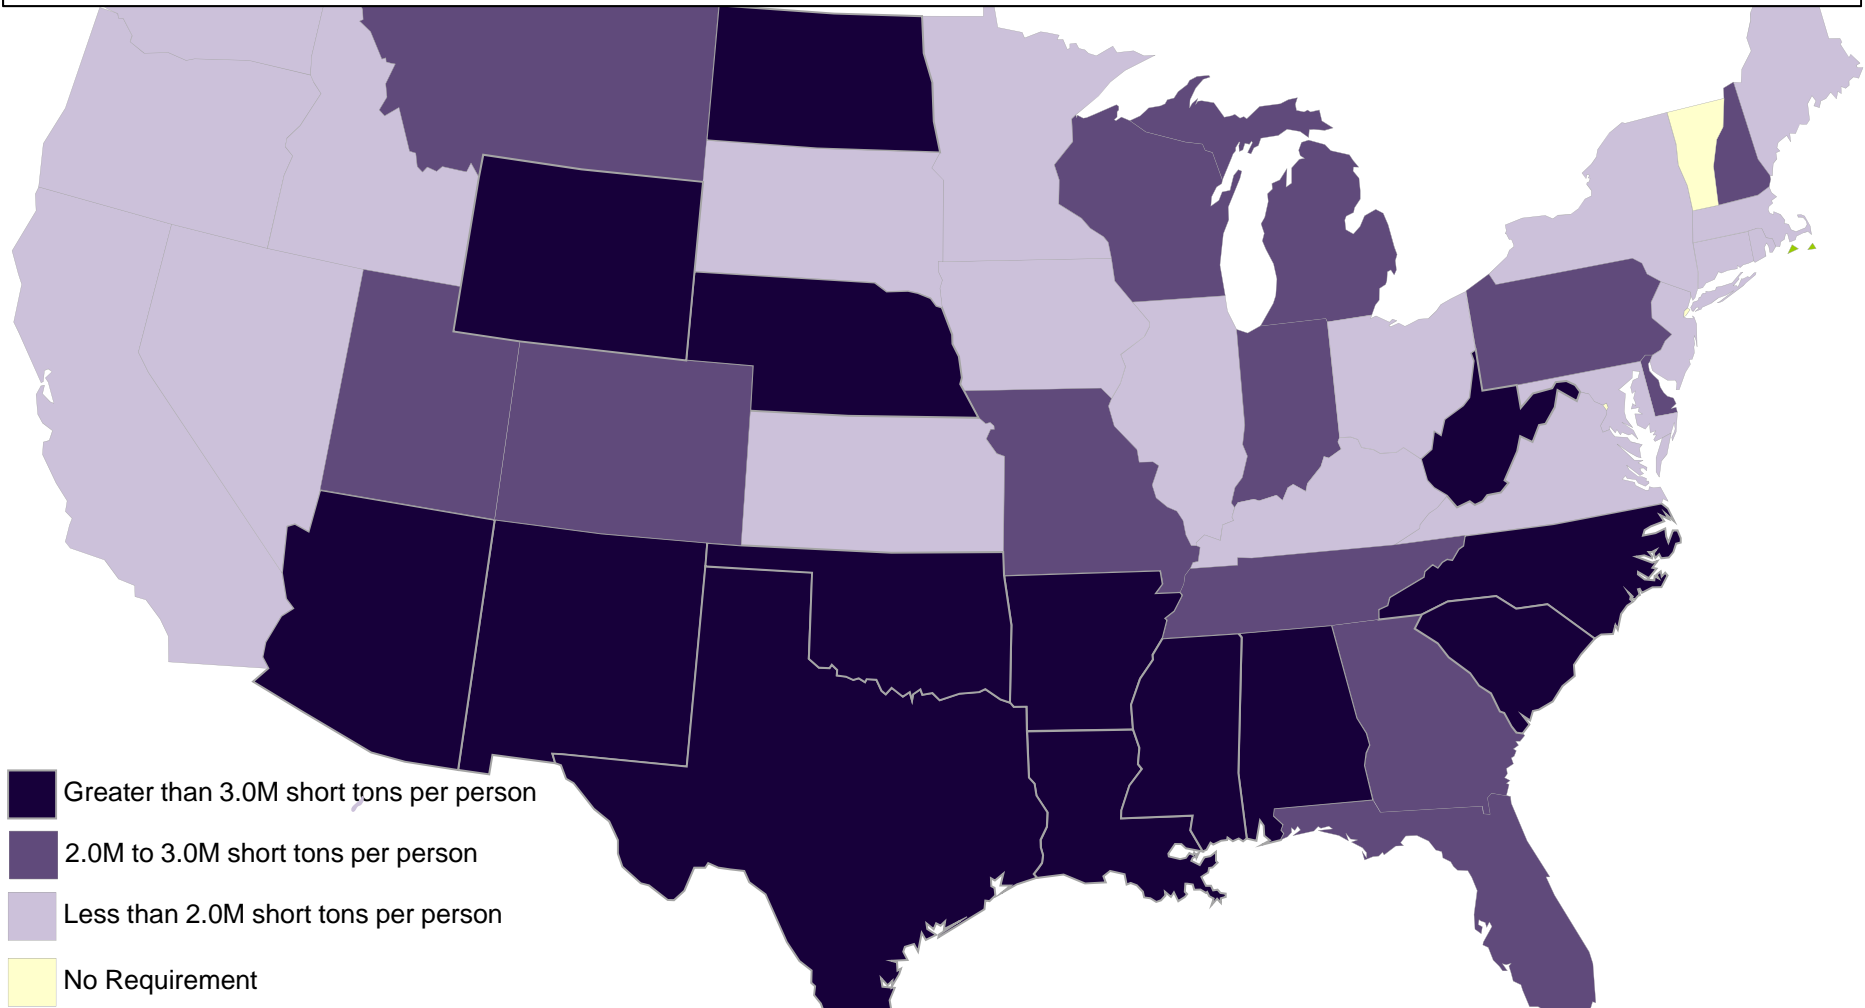 Greater than 3.0M short tons per person
2.0M to 3.0M short tons per person
Less than 2.0M short tons per person
No Requirement